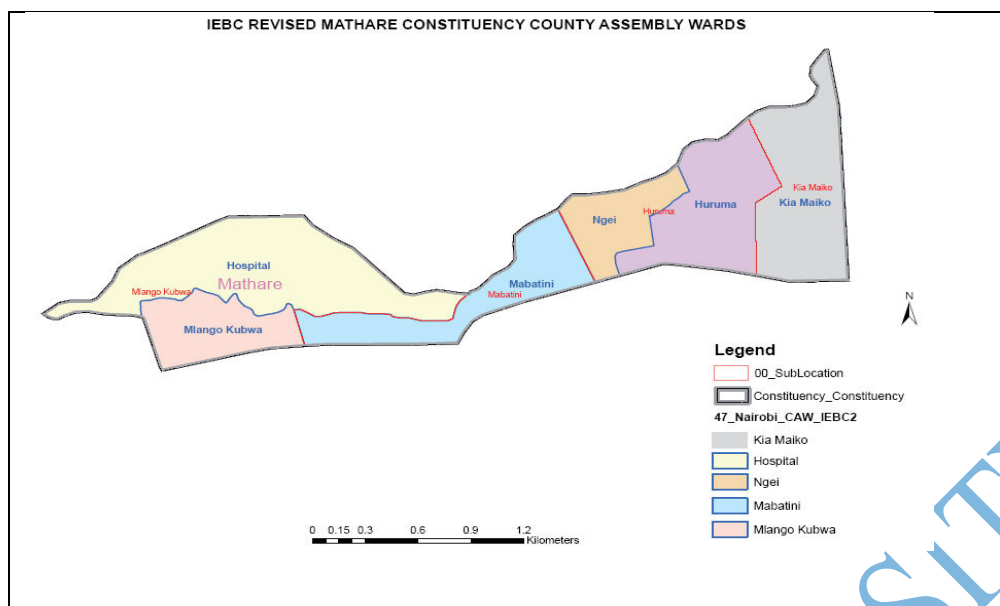 IEBC REVISED MATHARE CONSTITUENCY COUNTY ASSEMBLY WARDS
Kia Maiko
Kia Maiko
Huruma
Huruma
Ngei
Hospital
Mathare
Mabatini
Mabatini
Mlango Kubwa
Mlango Kubwa
N
Legend
00_SubLocation
Constituency_Constituency
47_Nairobi_CAW_IEBC2
Kia Maiko
Hospital
Ngei
Mabatini
Mlango Kubwa
0 0.15 0.3 0.6 0.9 1.2
Kilometers